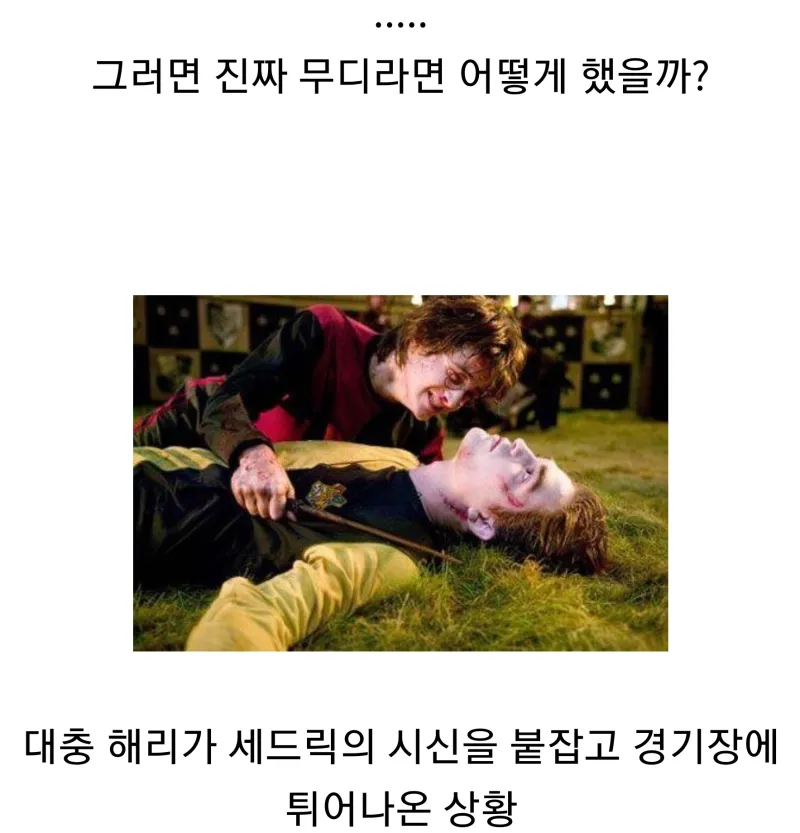 .....
그러면 진짜 무디라면 어떻게 했을까?
대충 해리가 세드릭의 시신을 붙잡고 경기장에
튀어나온 상황